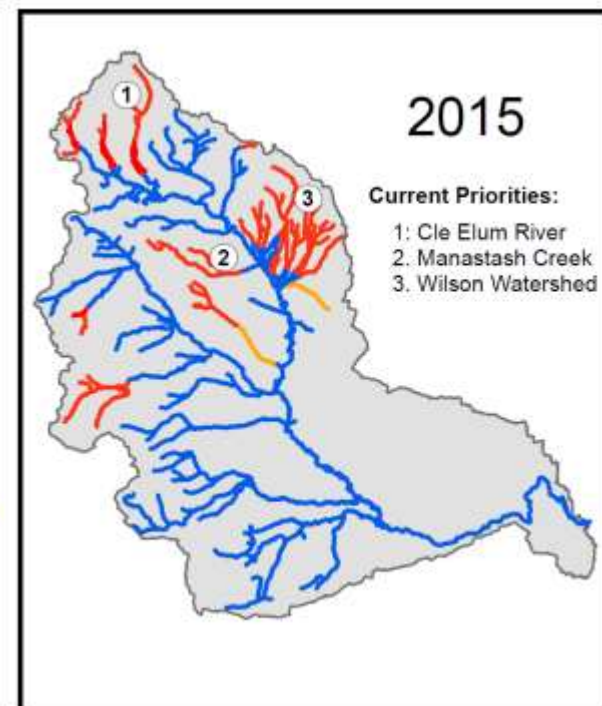 1
2015
3
Current Priorities:
1: Cle Elum River
2. Manastash Creek
3. Wilson Watershed
2